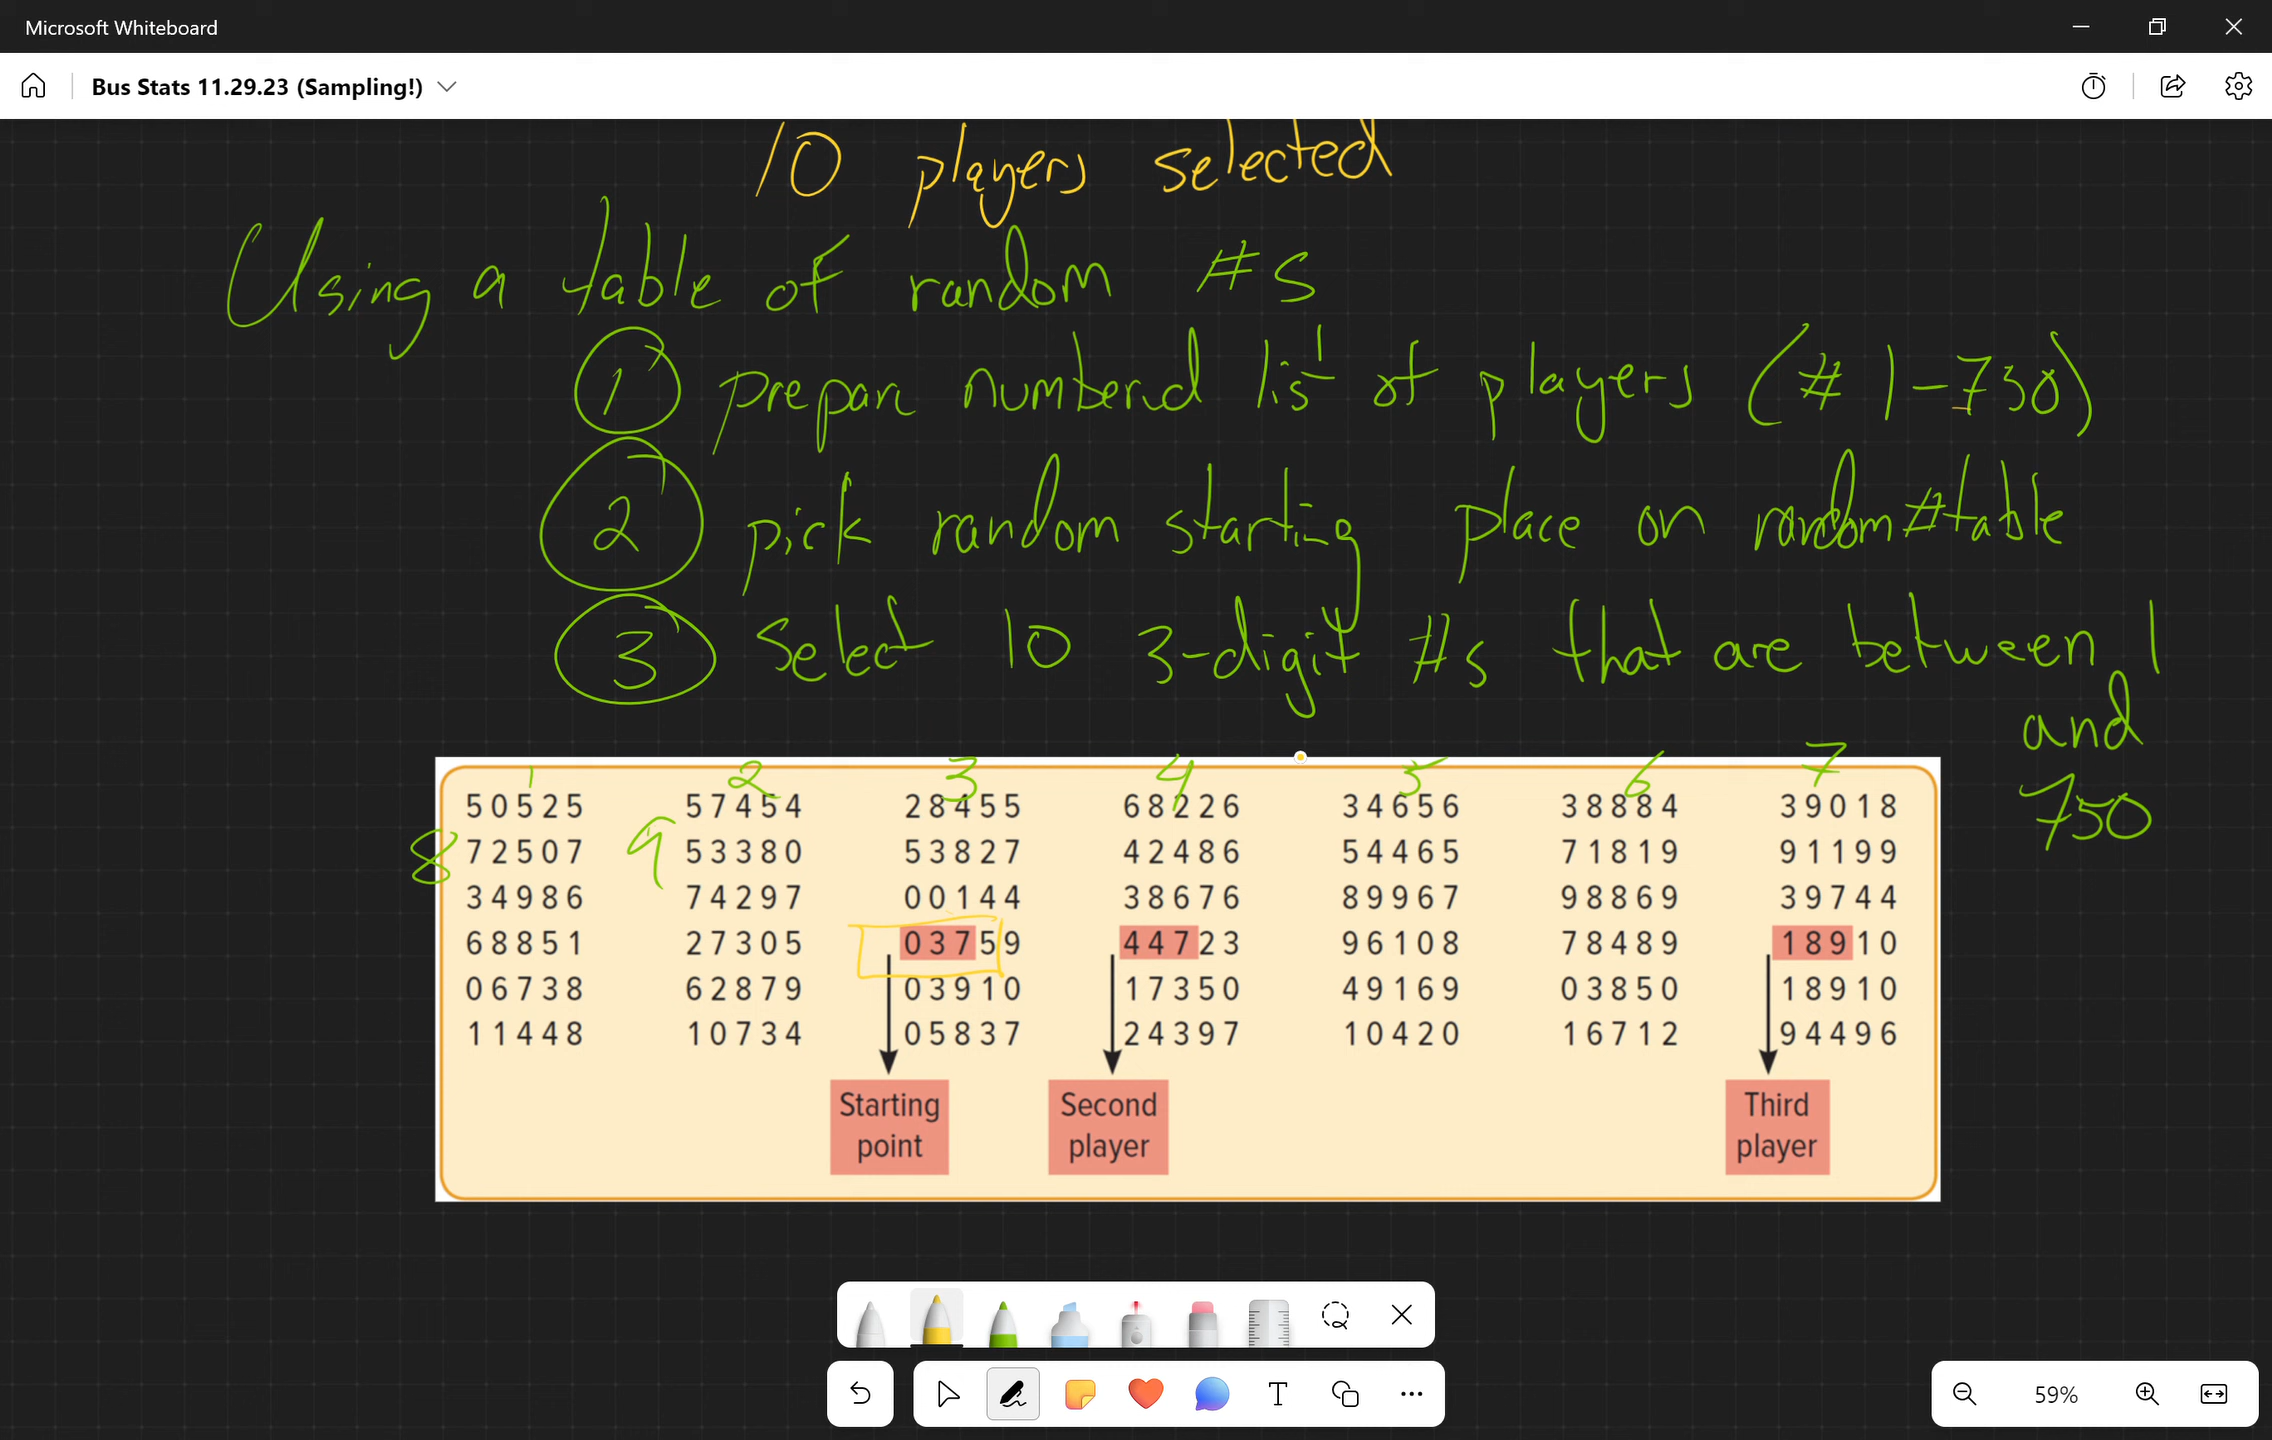 Microsoft Whiteboard
Bus Stats 11.29.23 (Sampling!)
10 players selected
Using a table of random #s
1 prepare numbered list of players (# 1-750)
2 pick random starting place on random # table
3 select 10 3-digit #s that are between 1
and
750
1 2 3 4 5 6 7
50525 57454 28455 68226 34656 38884 39018
8 72507 9 53380 53827 42486 54465 71819 91199
34986 74297 00144 38676 89967 98869 39744
68851 27305 03759 44723 96108 78489 18910
06738 62879 03910 17350 49169 03850 18910
11448 10734 05837 24397 10420 16712 94496
Starting point
Second player
Third player
59%